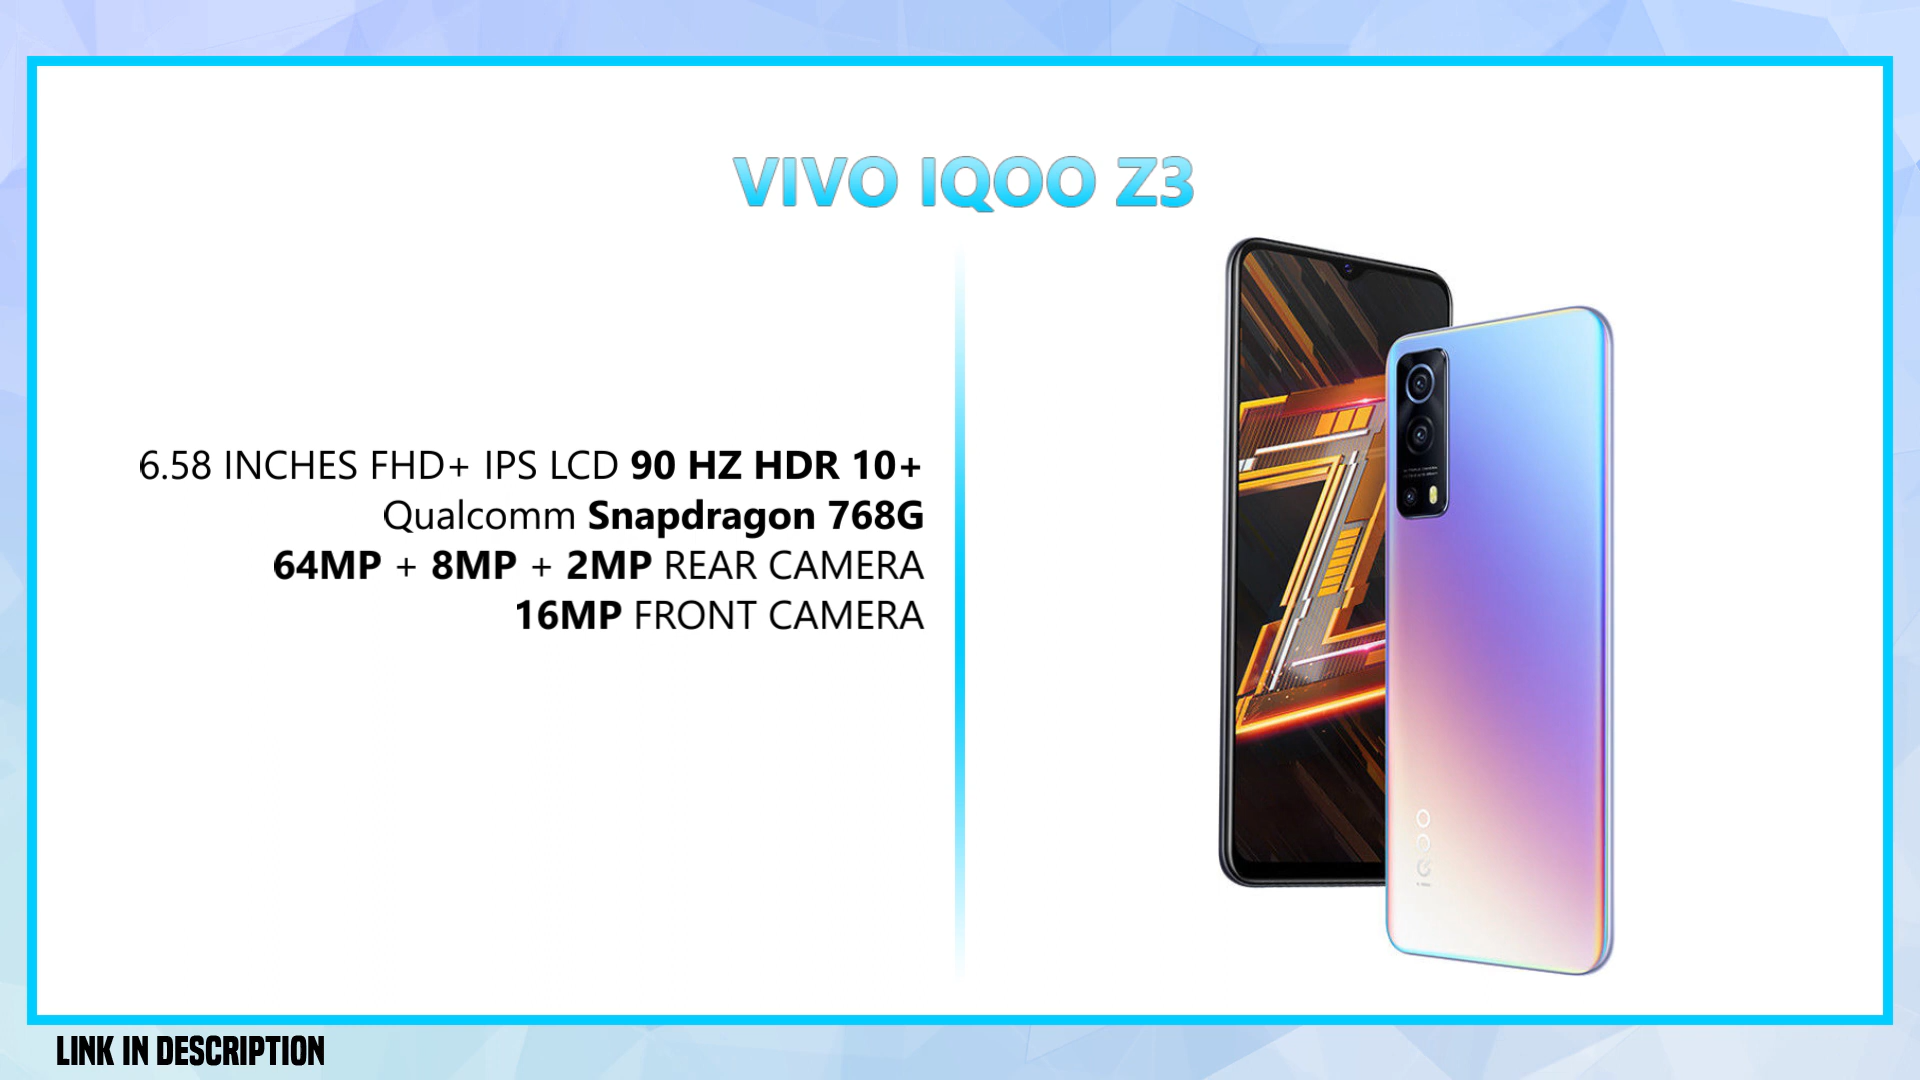 VIVO IQOO Z3
6.58 INCHES FHD+ IPS LCD 90 HZ HDR 10+
Qualcomm Snapdragon 768G
64MP + 8MP + 2MP REAR CAMERA
16MP FRONT CAMERA
iQOO
LINK IN DESCRIPTION